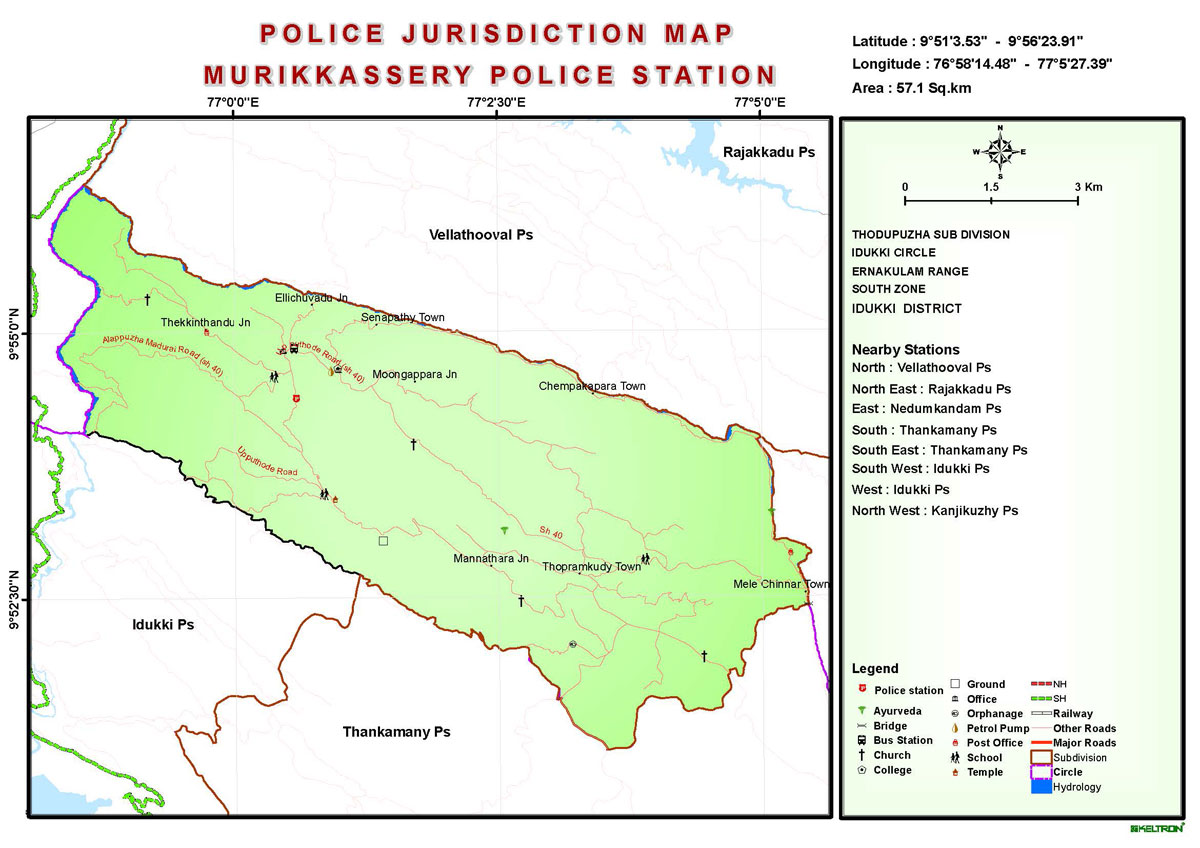 POLICE JURISDICTION MAP
MURIKKASSERY POLICE STATION
Latitude : 9°51'3.53" - 9°56'23.91"
Longitude : 76°58'14.48" - 77°5'27.39"
Area : 57.1 Sq.km
77°0'0"E
77°2'30"E
77°5'0"E
9°55'0"N
9°52'30"N
Rajakkadu Ps
Vellathooval Ps
Ellichuvadu Jn
Senapathy Town
Thekkinthandu Jn
Alappuzha Madurai Road (sh 40)
Puthode Road (sh 40)
Moongappara Jn
Chempakapara Town
Upputhode Road
Sh 40
Mannathara Jn
Thopramkudy Town
Mele Chinnar Town
Idukki Ps
Thankamany Ps
N
W
E
S
0
1.5
3 Km
THODUPUZHA SUB DIVISION
IDUKKI CIRCLE
ERNAKULAM RANGE
SOUTH ZONE
IDUKKI DISTRICT
Nearby Stations
North : Vellathooval Ps
North East : Rajakkadu Ps
East : Nedumkandam Ps
South : Thankamany Ps
South East : Thankamany Ps
South West : Idukki Ps
West : Idukki Ps
North West : Kanjikuzhy Ps
Legend
Police station
Ayurveda
Bridge
Bus Station
Church
College
Ground
Office
Orphanage
Petrol Pump
Post Office
School
Temple
NH
SH
Railway
Other Roads
Major Roads
Subdivision
Circle
Hydrology
KELTRON